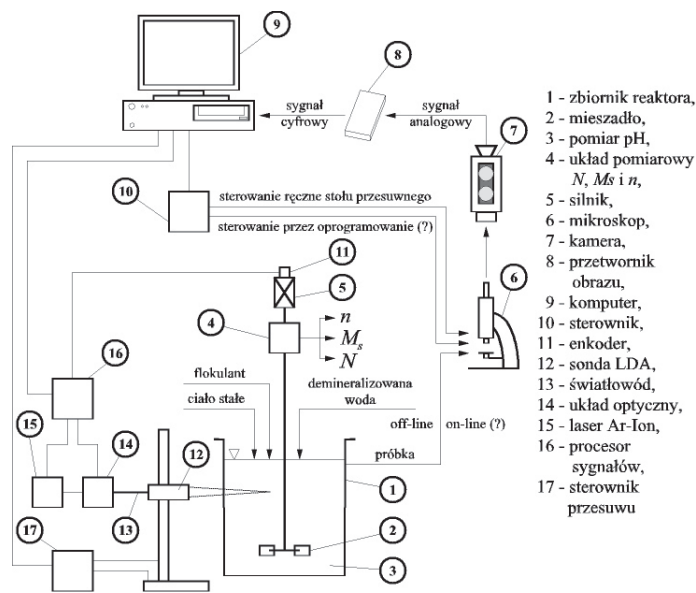 9
8
sygnał
cyfrowy
sygnał
analogowy
7
10
sterowanie ręczne stołu przesuwnego
sterowanie przez oprogramowanie (?)
11
5
6
4
n
Ms
N
16
flokulant
ciało stałe
demineralizowana
woda
off-line
on-line (?)
próbka
15
14
12
13
1
2
17
3
1 - zbiornik reaktora,
2 - mieszadło,
3 - pomiar pH,
4 - układ pomiarowy
N, Ms i n,
5 - silnik,
6 - mikroskop,
7 - kamera,
8 - przetwornik
obrazu,
9 - komputer,
10 - sterownik,
11 - enkoder,
12 - sonda LDA,
13 - światłowód,
14 - układ optyczny,
15 - laser Ar-Ion,
16 - procesor
sygnałów,
17 - sterownik
przesuwu